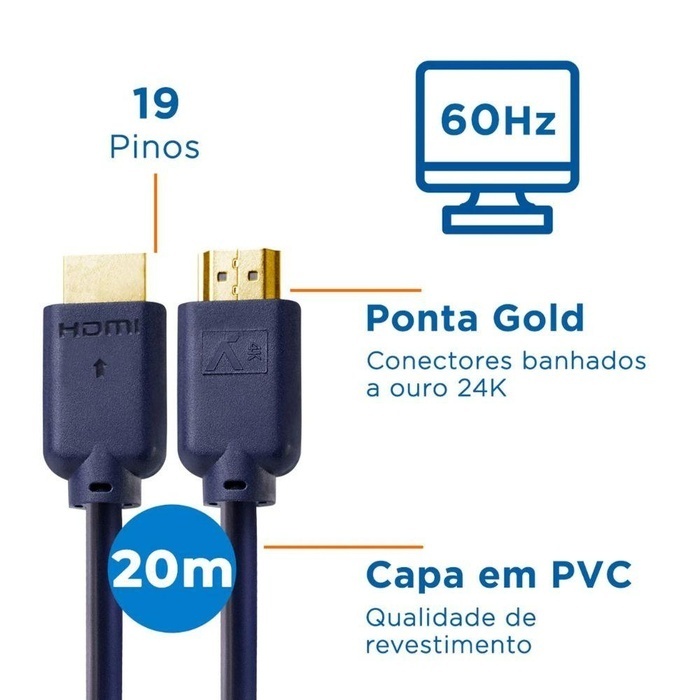 19
Pinos
60Hz
HDMI
4K
Ponta Gold
Conectores banhados
a ouro 24K
20m
Capa em PVC
Qualidade de
revestimento